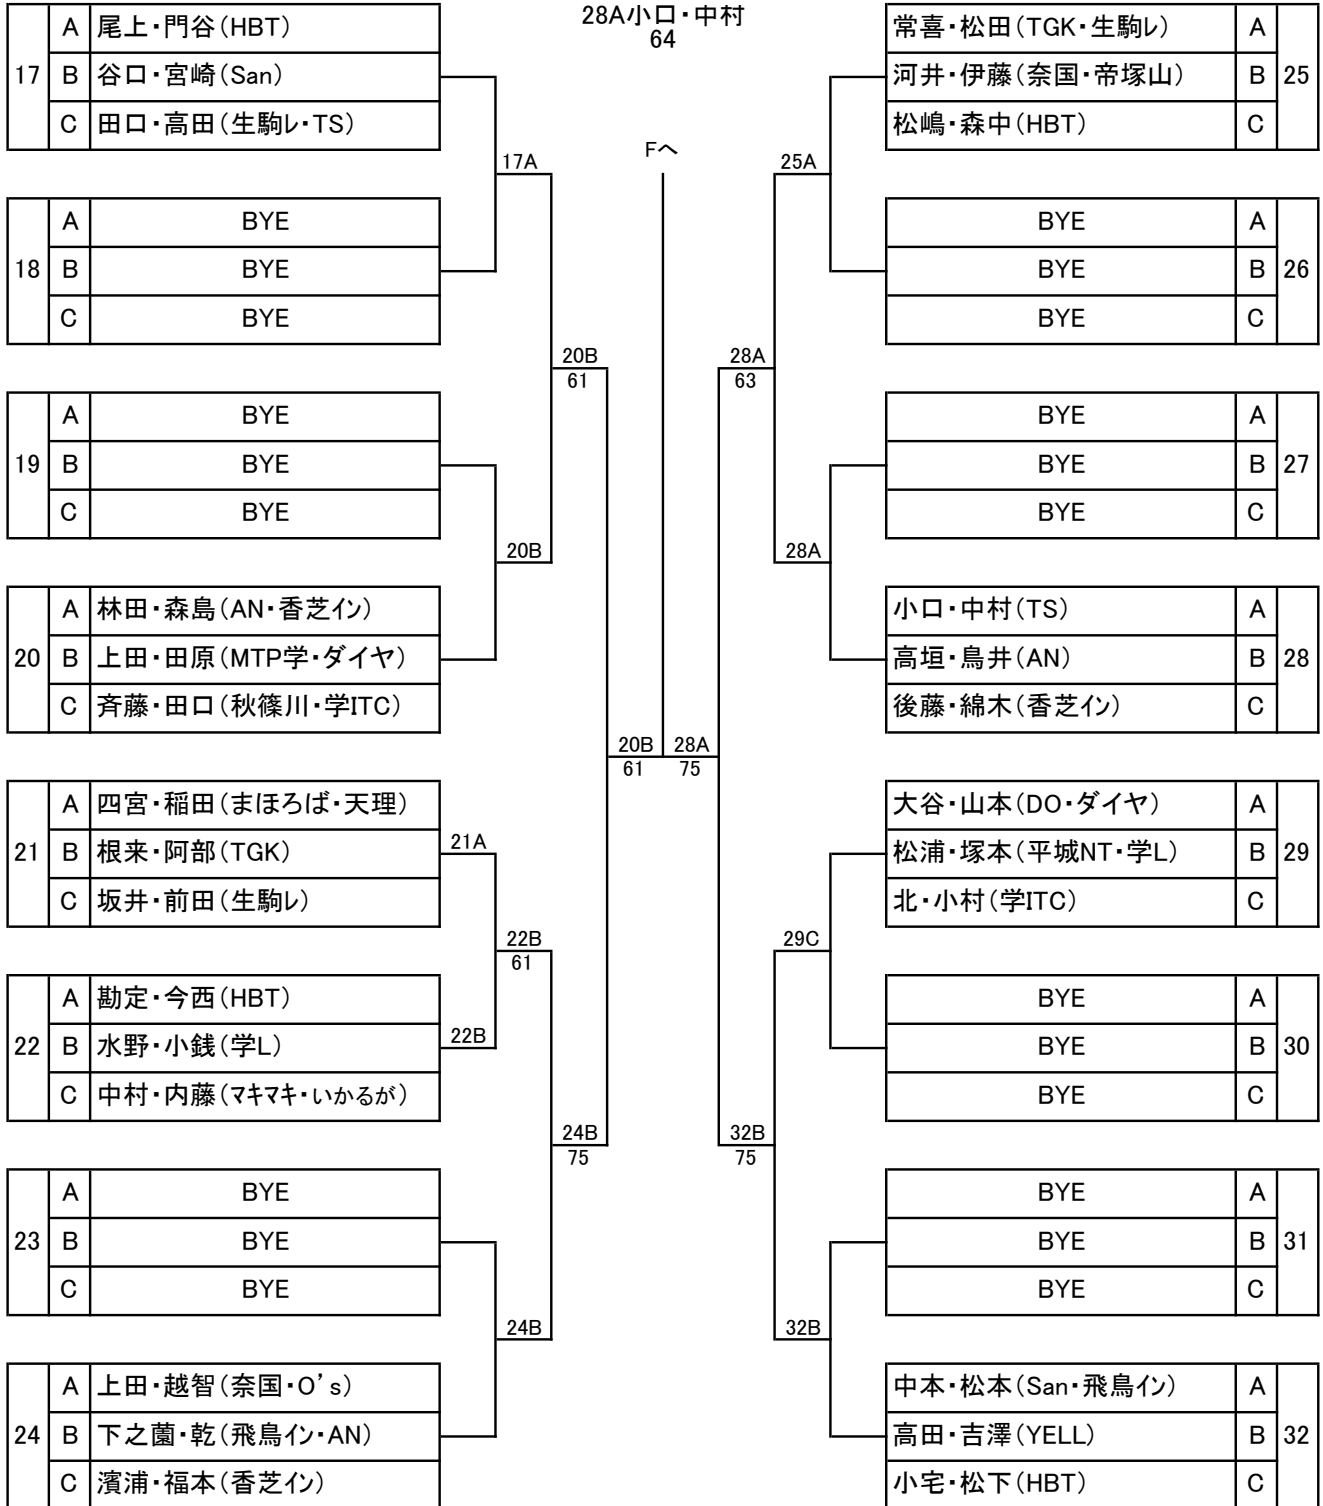 28A小口・中村
64
Fへ
17
A 尾上・門谷(HBT)
B 谷口・宮崎(San)
C 田口・高田(生駒レ・TS)
17A
18
A BYE
B BYE
C BYE
20B
61
19
A BYE
B BYE
C BYE
20B
20
A 林田・森島(AN・香芝イン)
B 上田・田原(MTP学・ダイヤ)
C 斉藤・田口(秋篠川・学ITC)
20B
61
21
A 四宮・稲田(まほろば・天理)
B 根来・阿部(TGK)
C 坂井・前田(生駒レ)
21A
22B
61
22
A 勘定・今西(HBT)
B 水野・小銭(学L)
C 中村・内藤(マキマキ・いかるが)
22B
24B
75
23
A BYE
B BYE
C BYE
24B
24
A 上田・越智(奈国・O's)
B 下之薗・乾(飛鳥イン・AN)
C 濱浦・福本(香芝イン)
常喜・松田(TGK・生駒レ) A
河井・伊藤(奈国・帝塚山) B
松嶋・森中(HBT) C
25
25A
BYE A
BYE B
BYE C
26
28A
63
BYE A
BYE B
BYE C
27
28A
小口・中村(TS) A
高垣・鳥井(AN) B
後藤・綿木(香芝イン) C
28
28A
75
大谷・山本(DO・ダイヤ) A
松浦・塚本(平城NT・学L) B
北・小村(学ITC) C
29
29C
BYE A
BYE B
BYE C
30
32B
75
BYE A
BYE B
BYE C
31
32B
中本・松本(San・飛鳥イン) A
高田・吉澤(YELL) B
小宅・松下(HBT) C
32